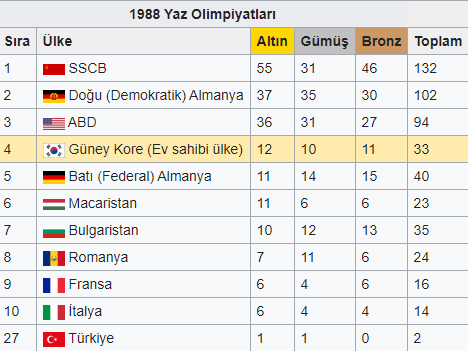 1988 Yaz Olimpiyatları
Sıra Ülke Altın Gümüş Bronz Toplam
1 SSCB 55 31 46 132
2 Doğu (Demokratik) Almanya 37 35 30 102
3 ABD 36 31 27 94
4 Güney Kore (Ev sahibi ülke) 12 10 11 33
5 Batı (Federal) Almanya 11 14 15 40
6 Macaristan 11 6 6 23
7 Bulgaristan 10 12 13 35
8 Romanya 7 11 6 24
9 Fransa 6 4 6 16
10 İtalya 6 4 4 14
27 Türkiye 1 1 0 2